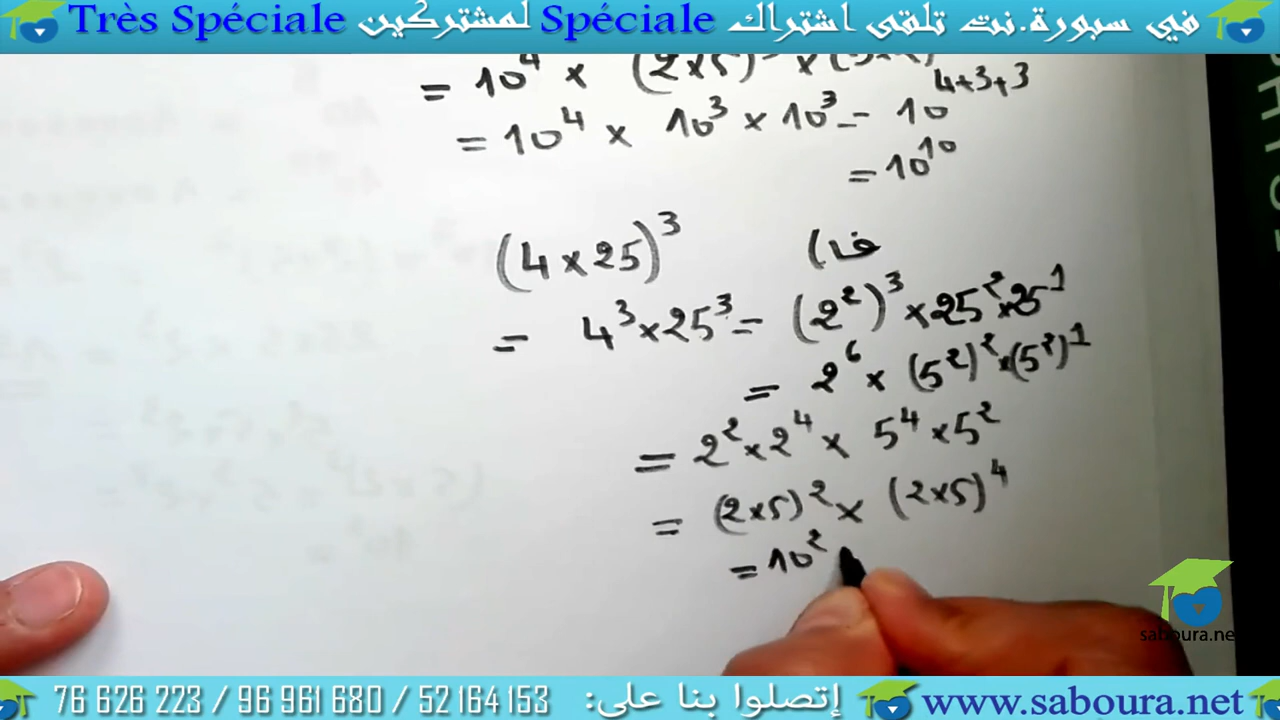 في سبورة.نت تلقى اشتراك Spéciale لمشتركين Très Spéciale
= 10⁴ × (2×5)
= 10⁴ × 10³ × 10³ = 10⁴⁺³⁺³
= 10¹⁰
(4×25)³
= 4³×25³ = (2²)³ ×25²×25¹
= 2⁶ × (5²)²×(5²)¹
= 2²×2⁴ × 5⁴×5²
= (2×5)² × (2×5)⁴
= 10²
saboura.net
76 626 223 / 96 961 680 / 52 164 153 إتصلوا بنا على: www.saboura.net